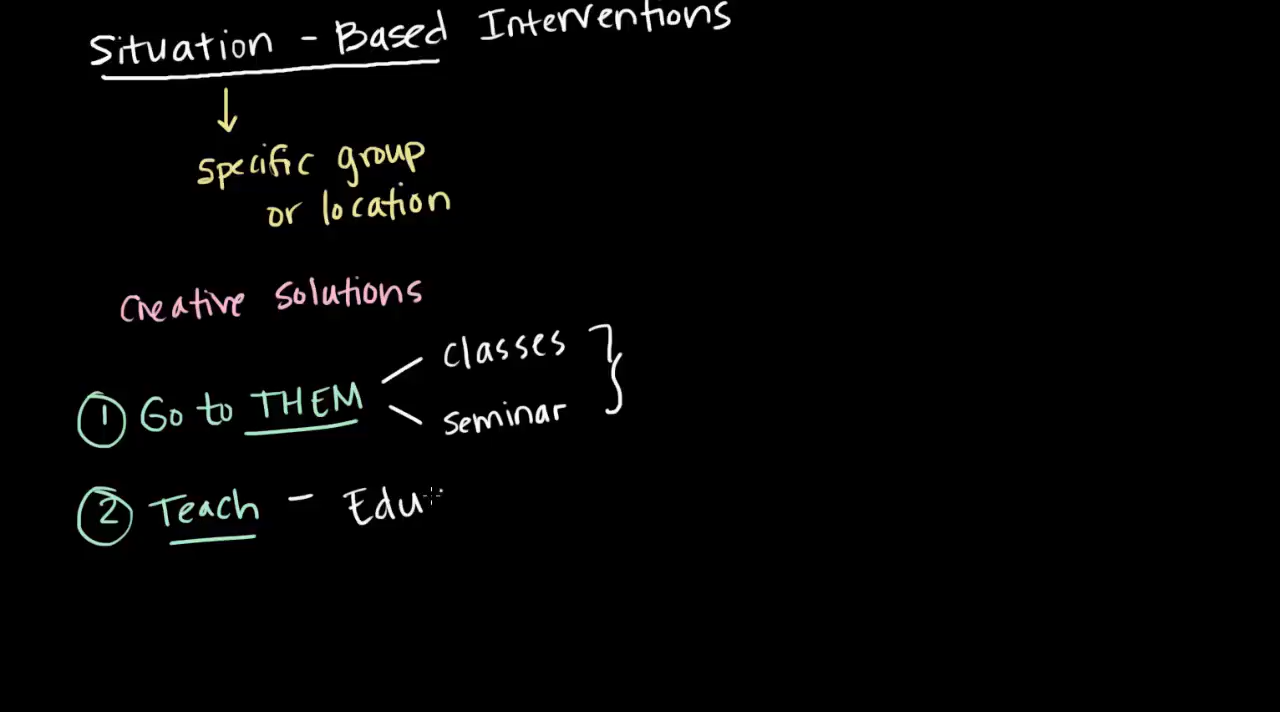 Situation - Based Interventions
↓
specific group
or location
Creative solutions
① Go to THEM
classes
seminar
② Teach - Edu